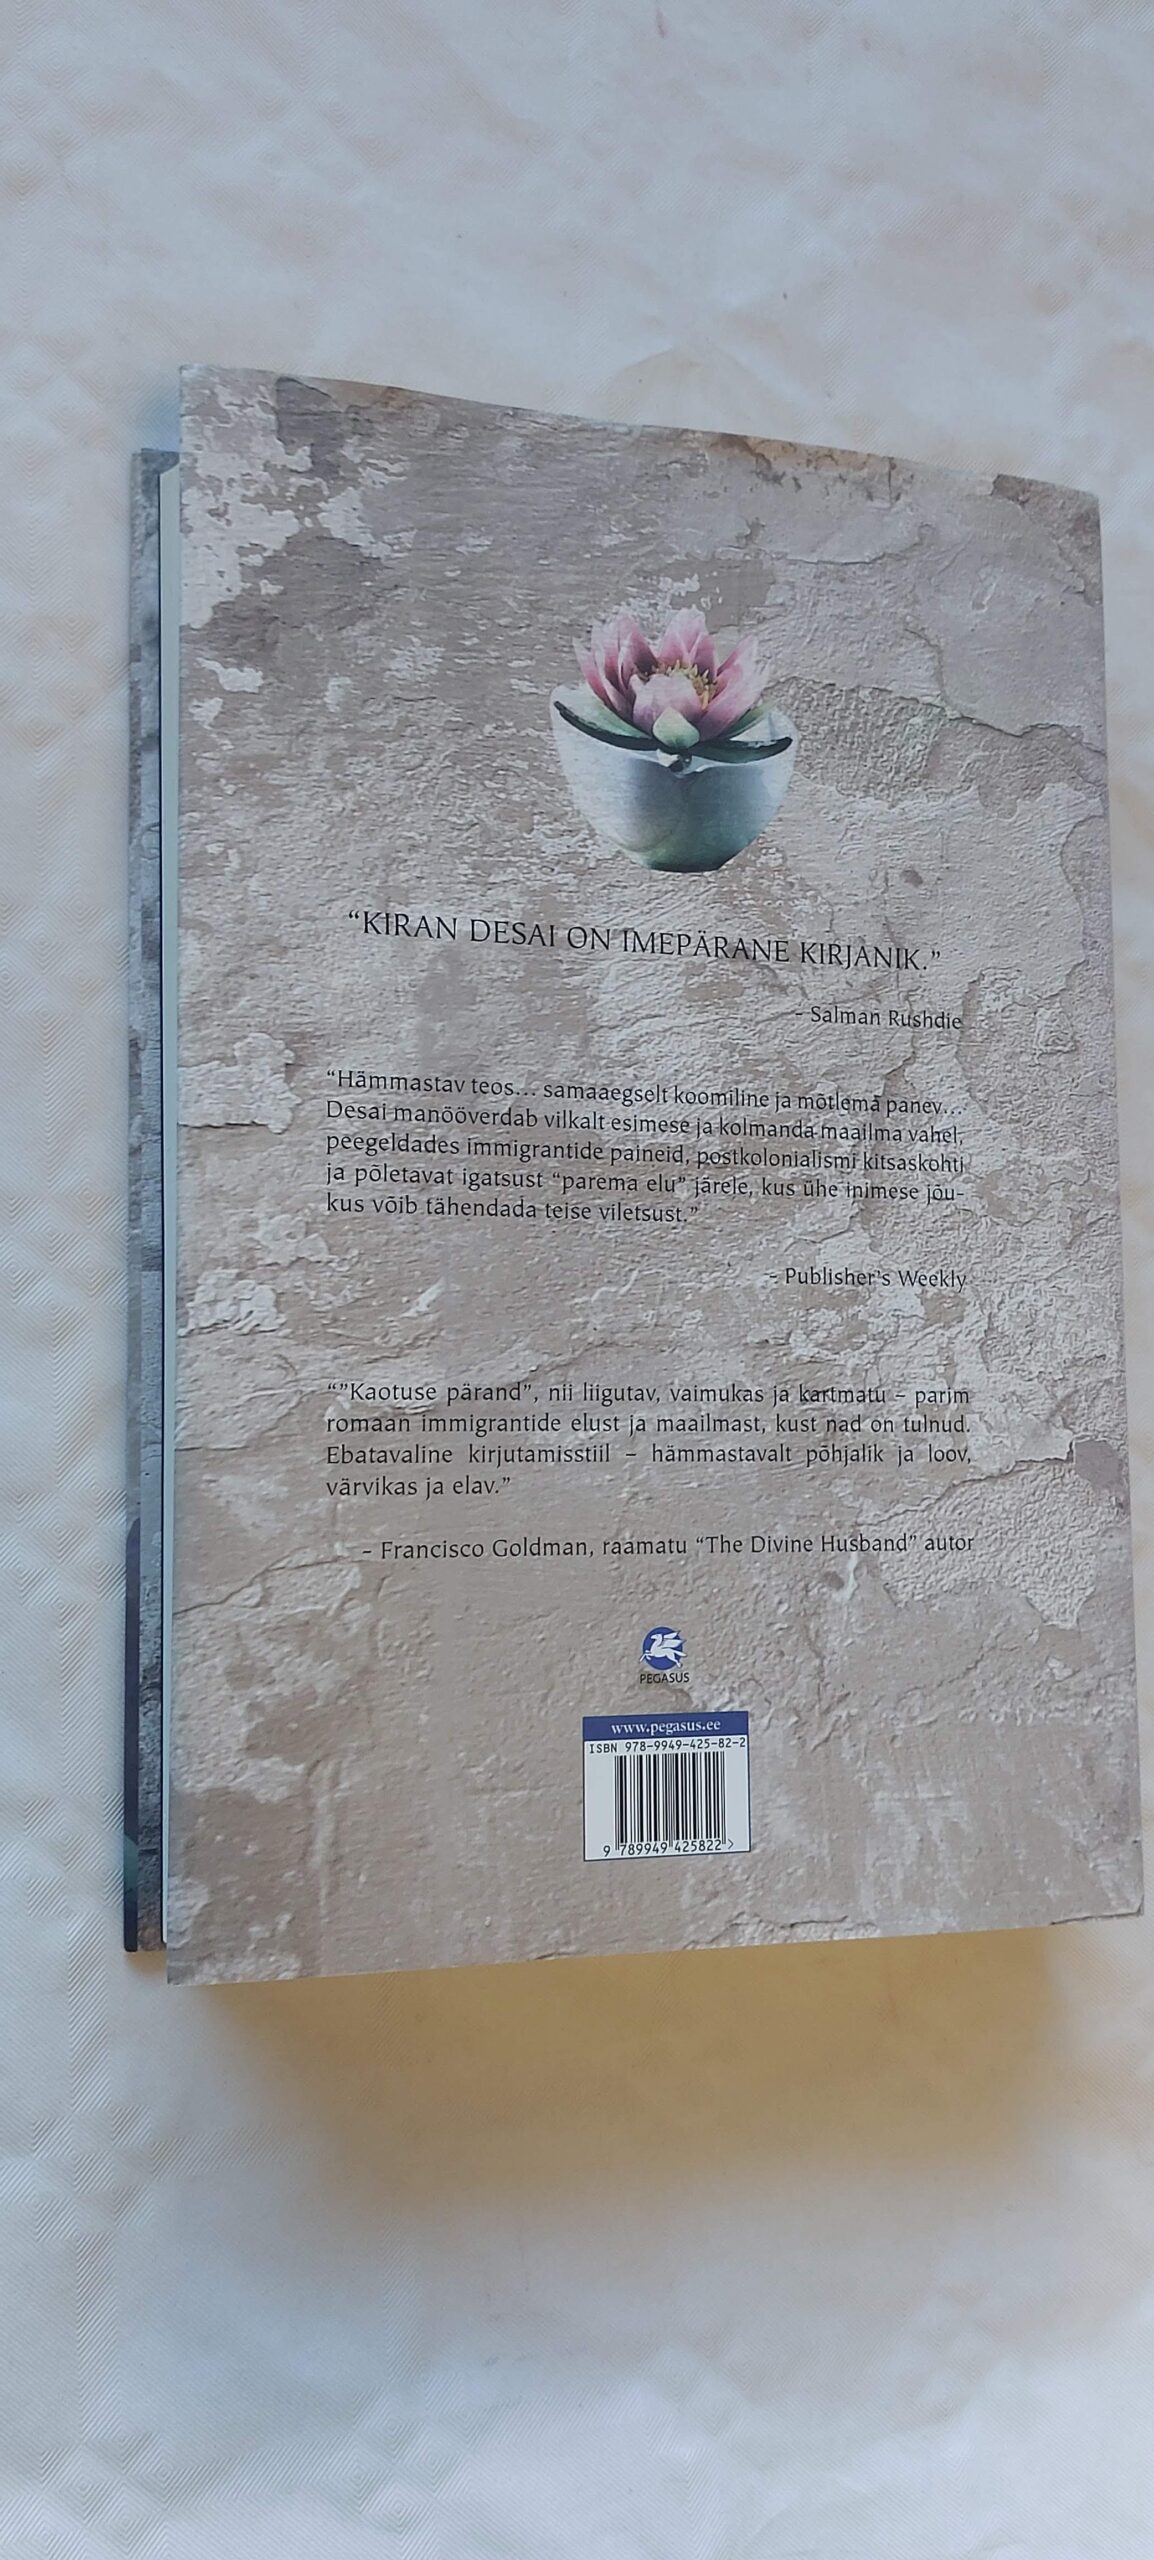 “KIRAN DESAI ON IMEPÄRANE KIRJANIK.”
– Salman Rushdie
“Hämmastav teos... samaaegselt koomiline ja mõtlema panev...
Desai manööverdab vilkalt esimese ja kolmanda maailma vahel,
peegeldades immigrantide paineid, postkolonialismi kitsaskohti
ja põletavat igatsust “parema elu” järele, kus ühe inimese jõu-
kus võib tähendada teise viletsust.”
– Publisher's Weekly
“”Kaotuse pärand”, nii liigutav, vaimukas ja kartmatu – parim
romaan immigrantide elust ja maailmast, kust nad on tulnud.
Ebatavaline kirjutamisstiil – hämmastavalt põhjalik ja loov,
värvikas ja elav.”
– Francisco Goldman, raamatu “The Divine Husband” autor
PEGASUS
www.pegasus.ee
ISBN 978-9949-425-82-2
9 789949 425822 >